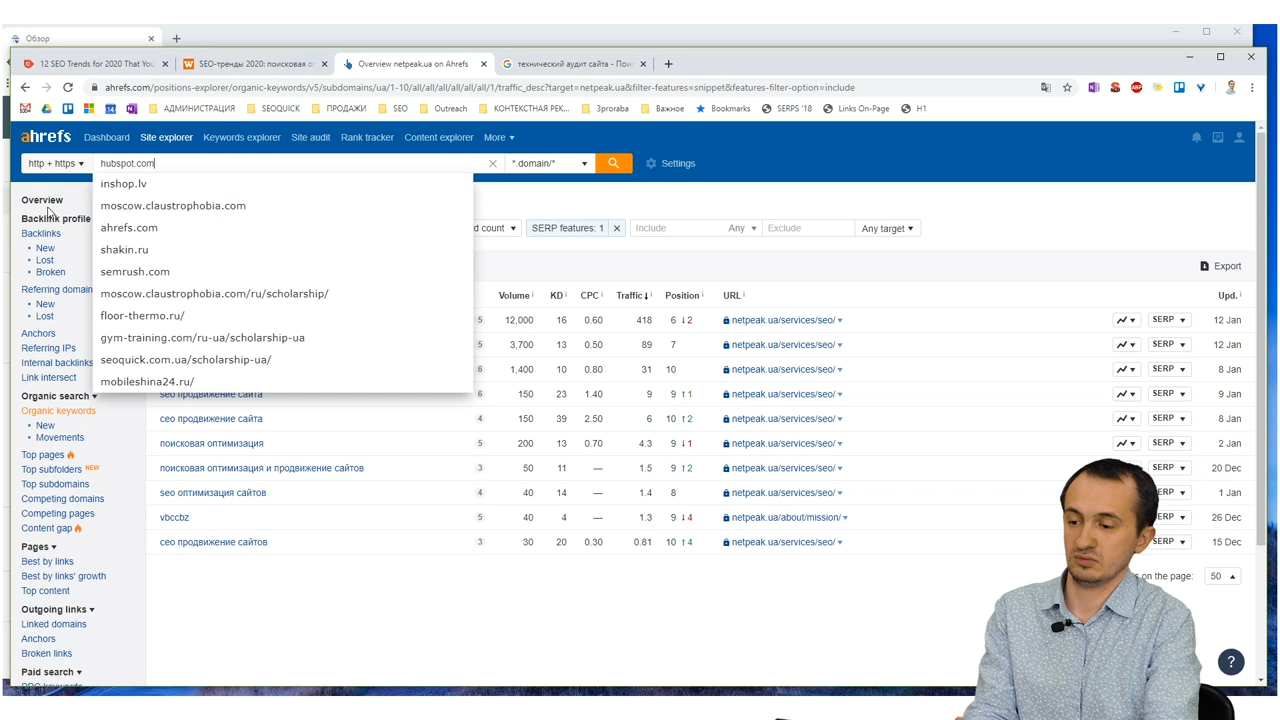 Обзор
12 SEO Trends for 2020 That You
SEO-тренды 2020: поисковая о
Overview netpeak.ua on Ahrefs
технический аудит сайта - Поис
ahrefs.com/positions-explorer/organic-keywords/v5/subdomains/ua/1-10/all/all/all/all/all/all/1/traffic_desc?target=netpeak.ua&filter-features=snippet&features-filter-option=include
АДМИНИСТРАЦИЯ SEOQUICK ПРОДАЖИ SEO Outreach КОНТЕКСТНАЯ РЕК... 3proraba Важное Bookmarks SERPS '18 Links On-Page H1
ahrefs Dashboard Site explorer Keywords explorer Site audit Rank tracker Content explorer More
http + https hubspot.com *.domain/* Settings
inshop.lv
moscow.claustrophobia.com
ahrefs.com
shakin.ru
semrush.com
moscow.claustrophobia.com/ru/scholarship/
floor-thermo.ru/
gym-training.com/ru-ua/scholarship-ua
seoquick.com.ua/scholarship-ua/
mobileshina24.ru/
Overview
Backlink profile
Backlinks
New
Lost
Broken
Referring domain
New
Lost
Anchors
Referring IPs
Internal backlinks
Link intersect
Organic search
Organic keywords
New
Movements
Top pages
Top subfolders NEW
Top subdomains
Competing domains
Competing pages
Content gap
Pages
Best by links
Best by links' growth
Top content
Outgoing links
Linked domains
Anchors
Broken links
Paid search
d count SERP features: 1 Include Any Exclude Any target
Export
Volume KD CPC Traffic Position URL Upd.
5 12,000 16 0.60 418 6 ↓2 netpeak.ua/services/seo/ SERP 12 Jan
5 3,700 13 0.50 89 7 netpeak.ua/services/seo/ SERP 12 Jan
6 1,400 10 0.80 31 10 netpeak.ua/services/seo/ SERP 8 Jan
seo продвижение сайта 6 150 23 1.40 9 9 ↑1 netpeak.ua/services/seo/ SERP 9 Jan
сео продвижение сайта 4 150 39 2.50 6 10 ↑2 netpeak.ua/services/seo/ SERP 8 Jan
поисковая оптимизация 5 200 13 0.70 4.3 9 ↓1 netpeak.ua/services/seo/ SERP 2 Jan
поисковая оптимизация и продвижение сайтов 3 50 11 — 1.5 9 ↑2 netpeak.ua/services/seo/ SERP 20 Dec
seo оптимизация сайтов 4 40 14 — 1.4 8 netpeak.ua/services/seo/ ERP 1 Jan
vbccbz 5 40 4 — 1.3 9 ↓4 netpeak.ua/about/mission/ ERP 26 Dec
сео продвижение сайтов 3 30 20 0.30 0.81 10 ↑4 netpeak.ua/services/seo/ SERP 15 Dec
s on the page: 50
?